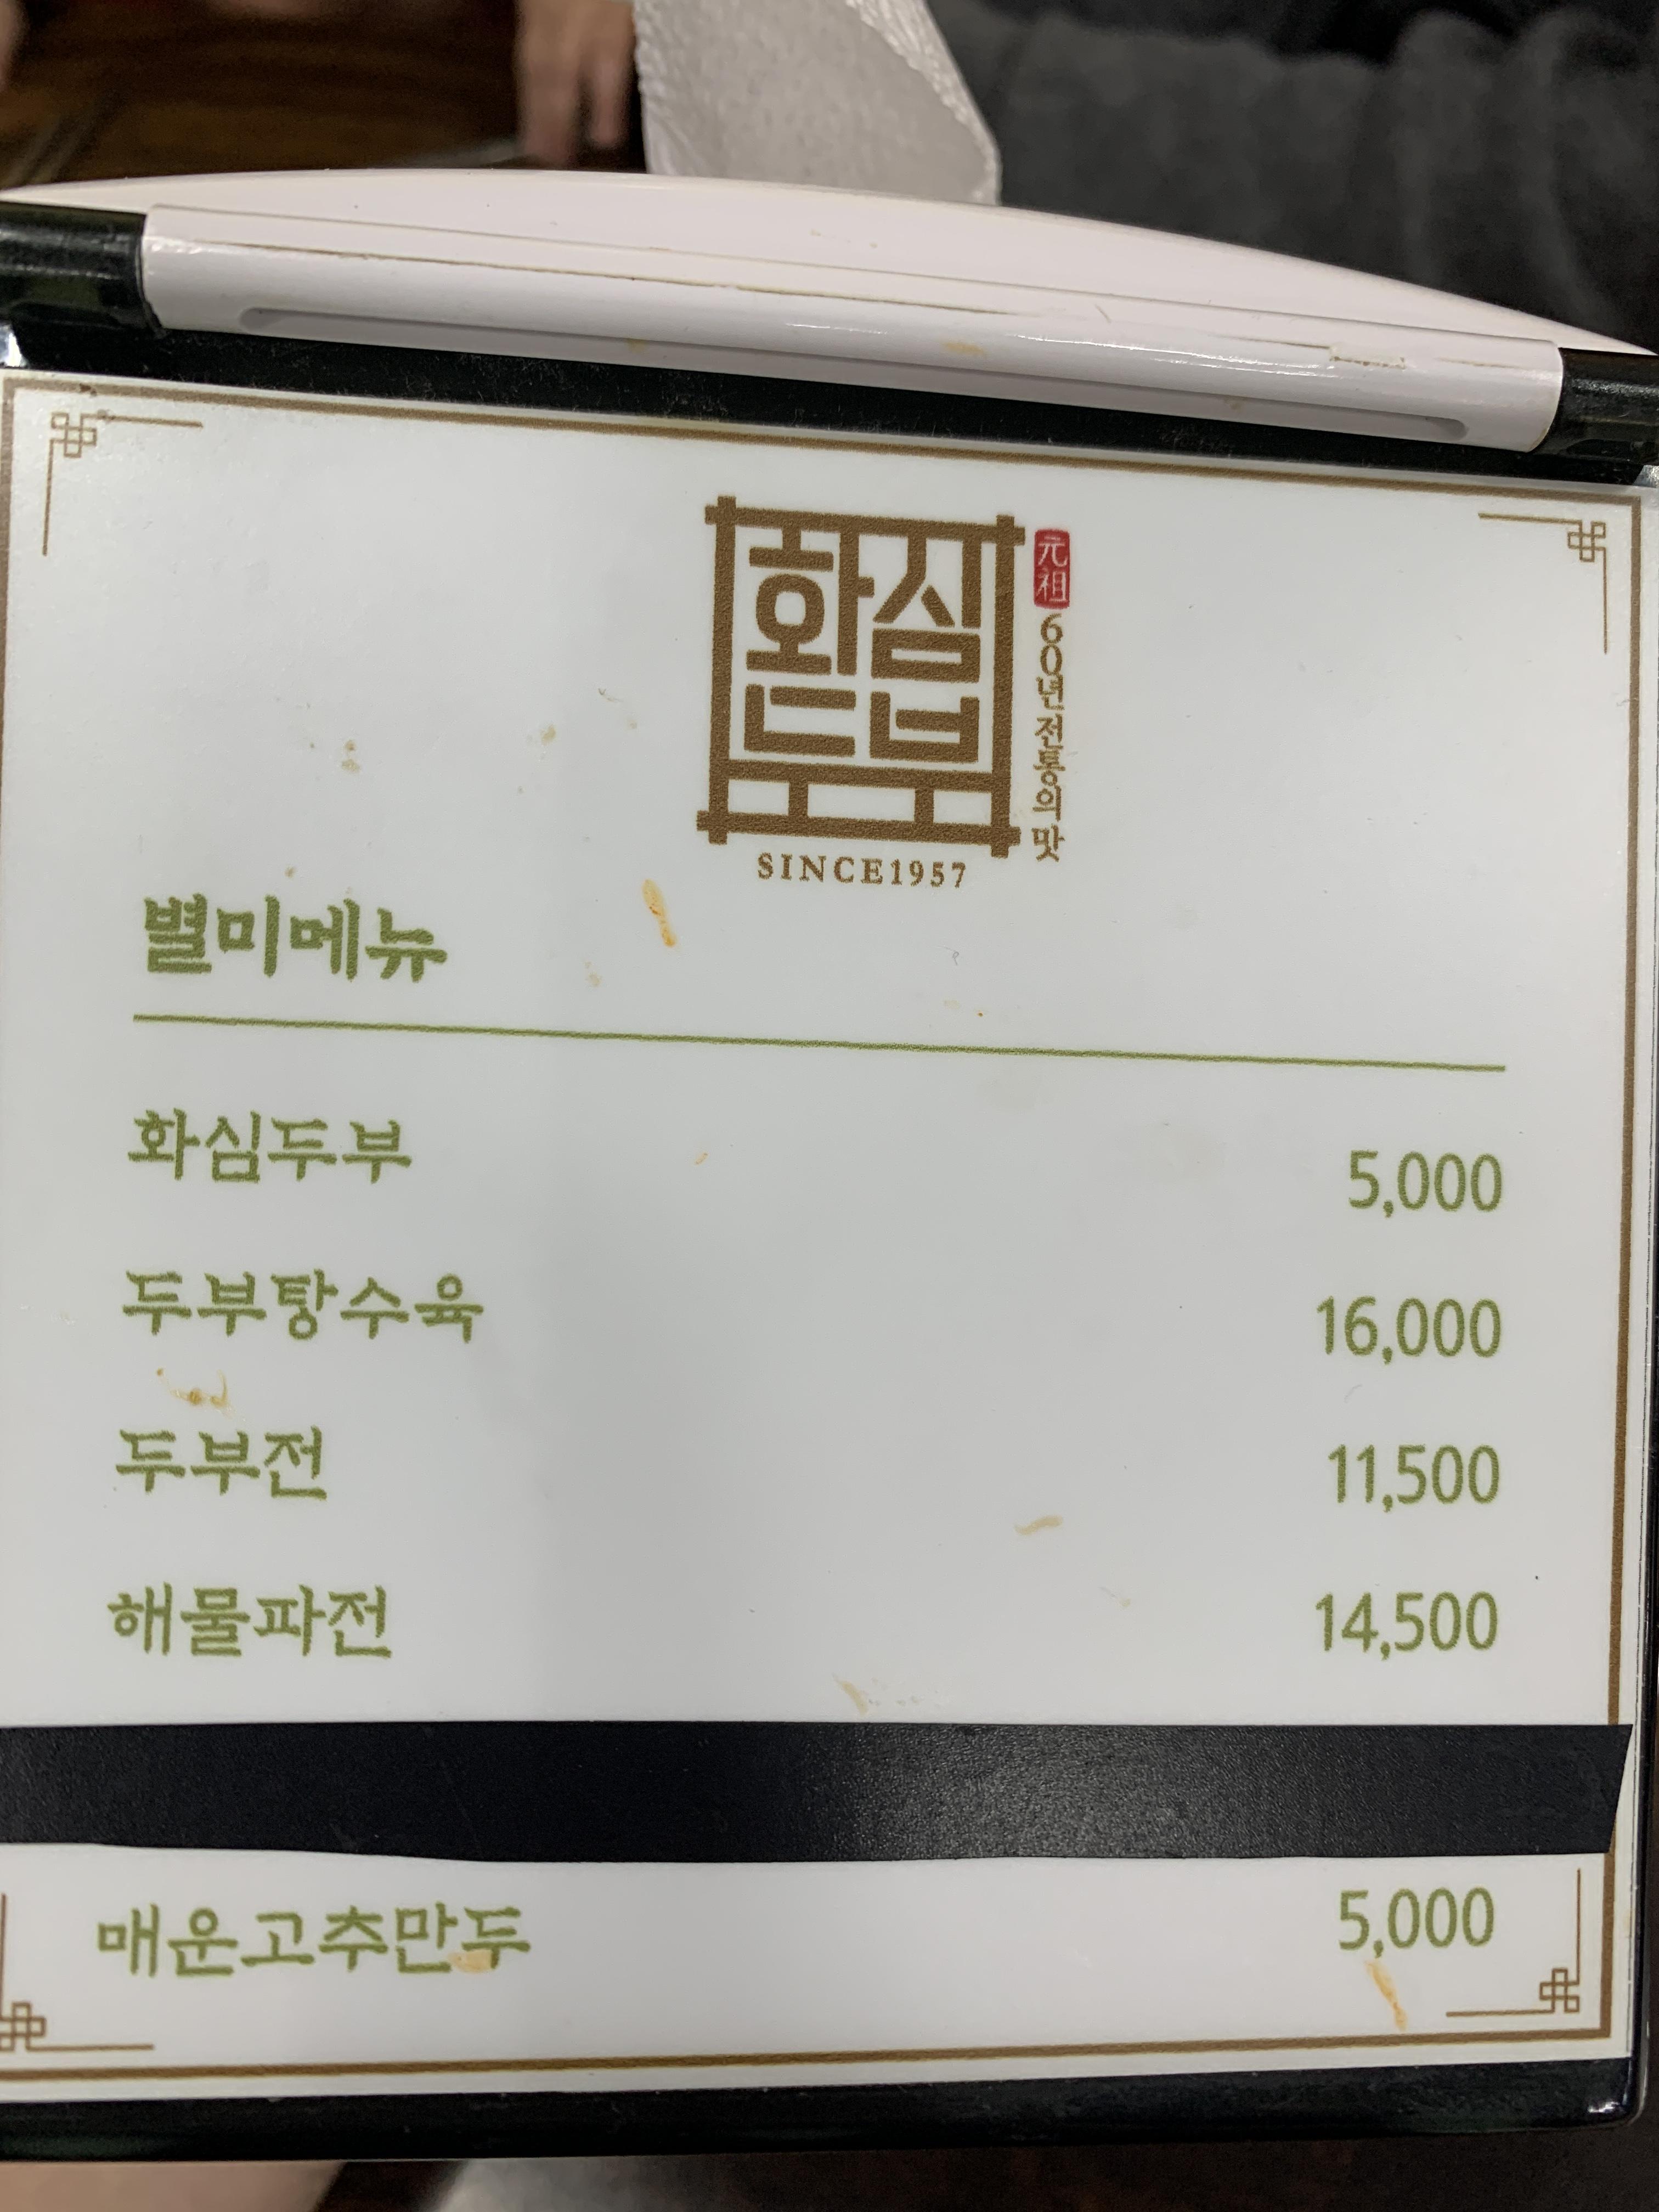 화심
두부
元祖 60년 전통의 맛
SINCE1957
별미메뉴
화심두부 5,000
두부탕수육 16,000
두부전 11,500
해물파전 14,500
매운고추만두 5,000